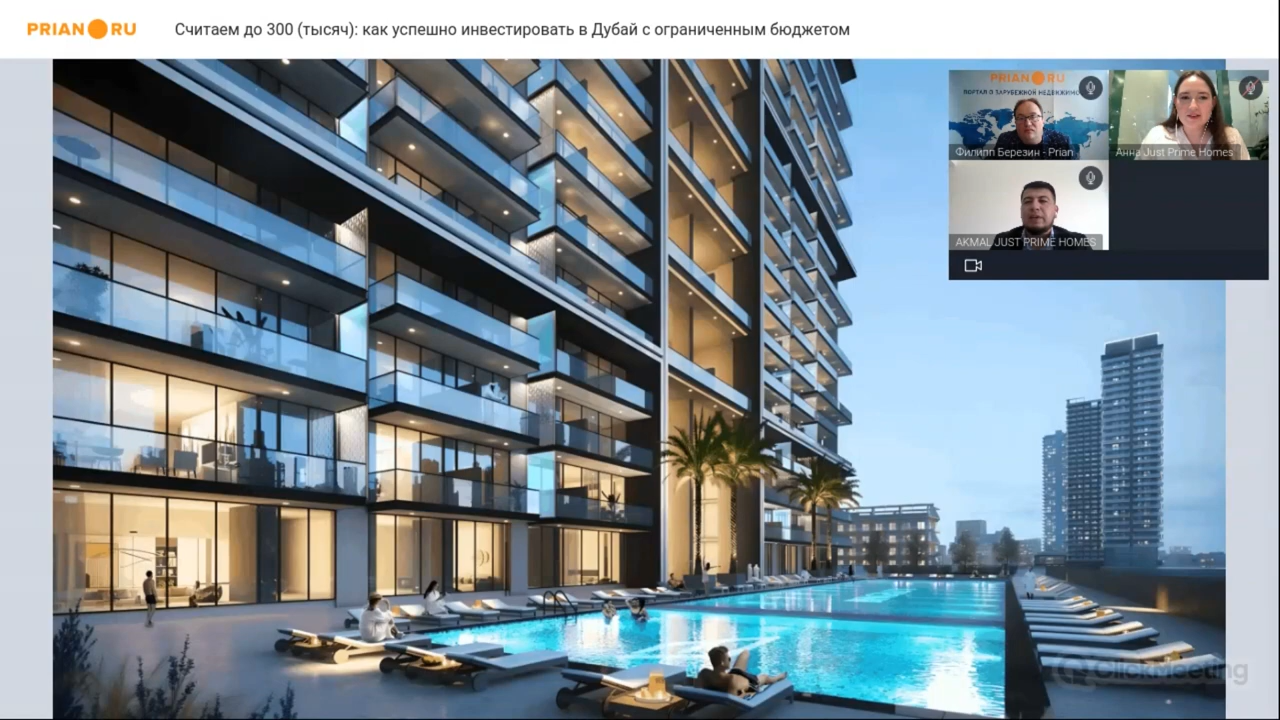 PRIAN RU
Считаем до 300 (тысяч): как успешно инвестировать в Дубай с ограниченным бюджетом
PRIAN RU
ПОРТАЛ О ЗАРУБЕЖНОЙ НЕДВИЖИМО
Филипп Березин - Prian
Анна Just Prime Homes
AKMAL JUST PRIME HOMES
ClickMeeting